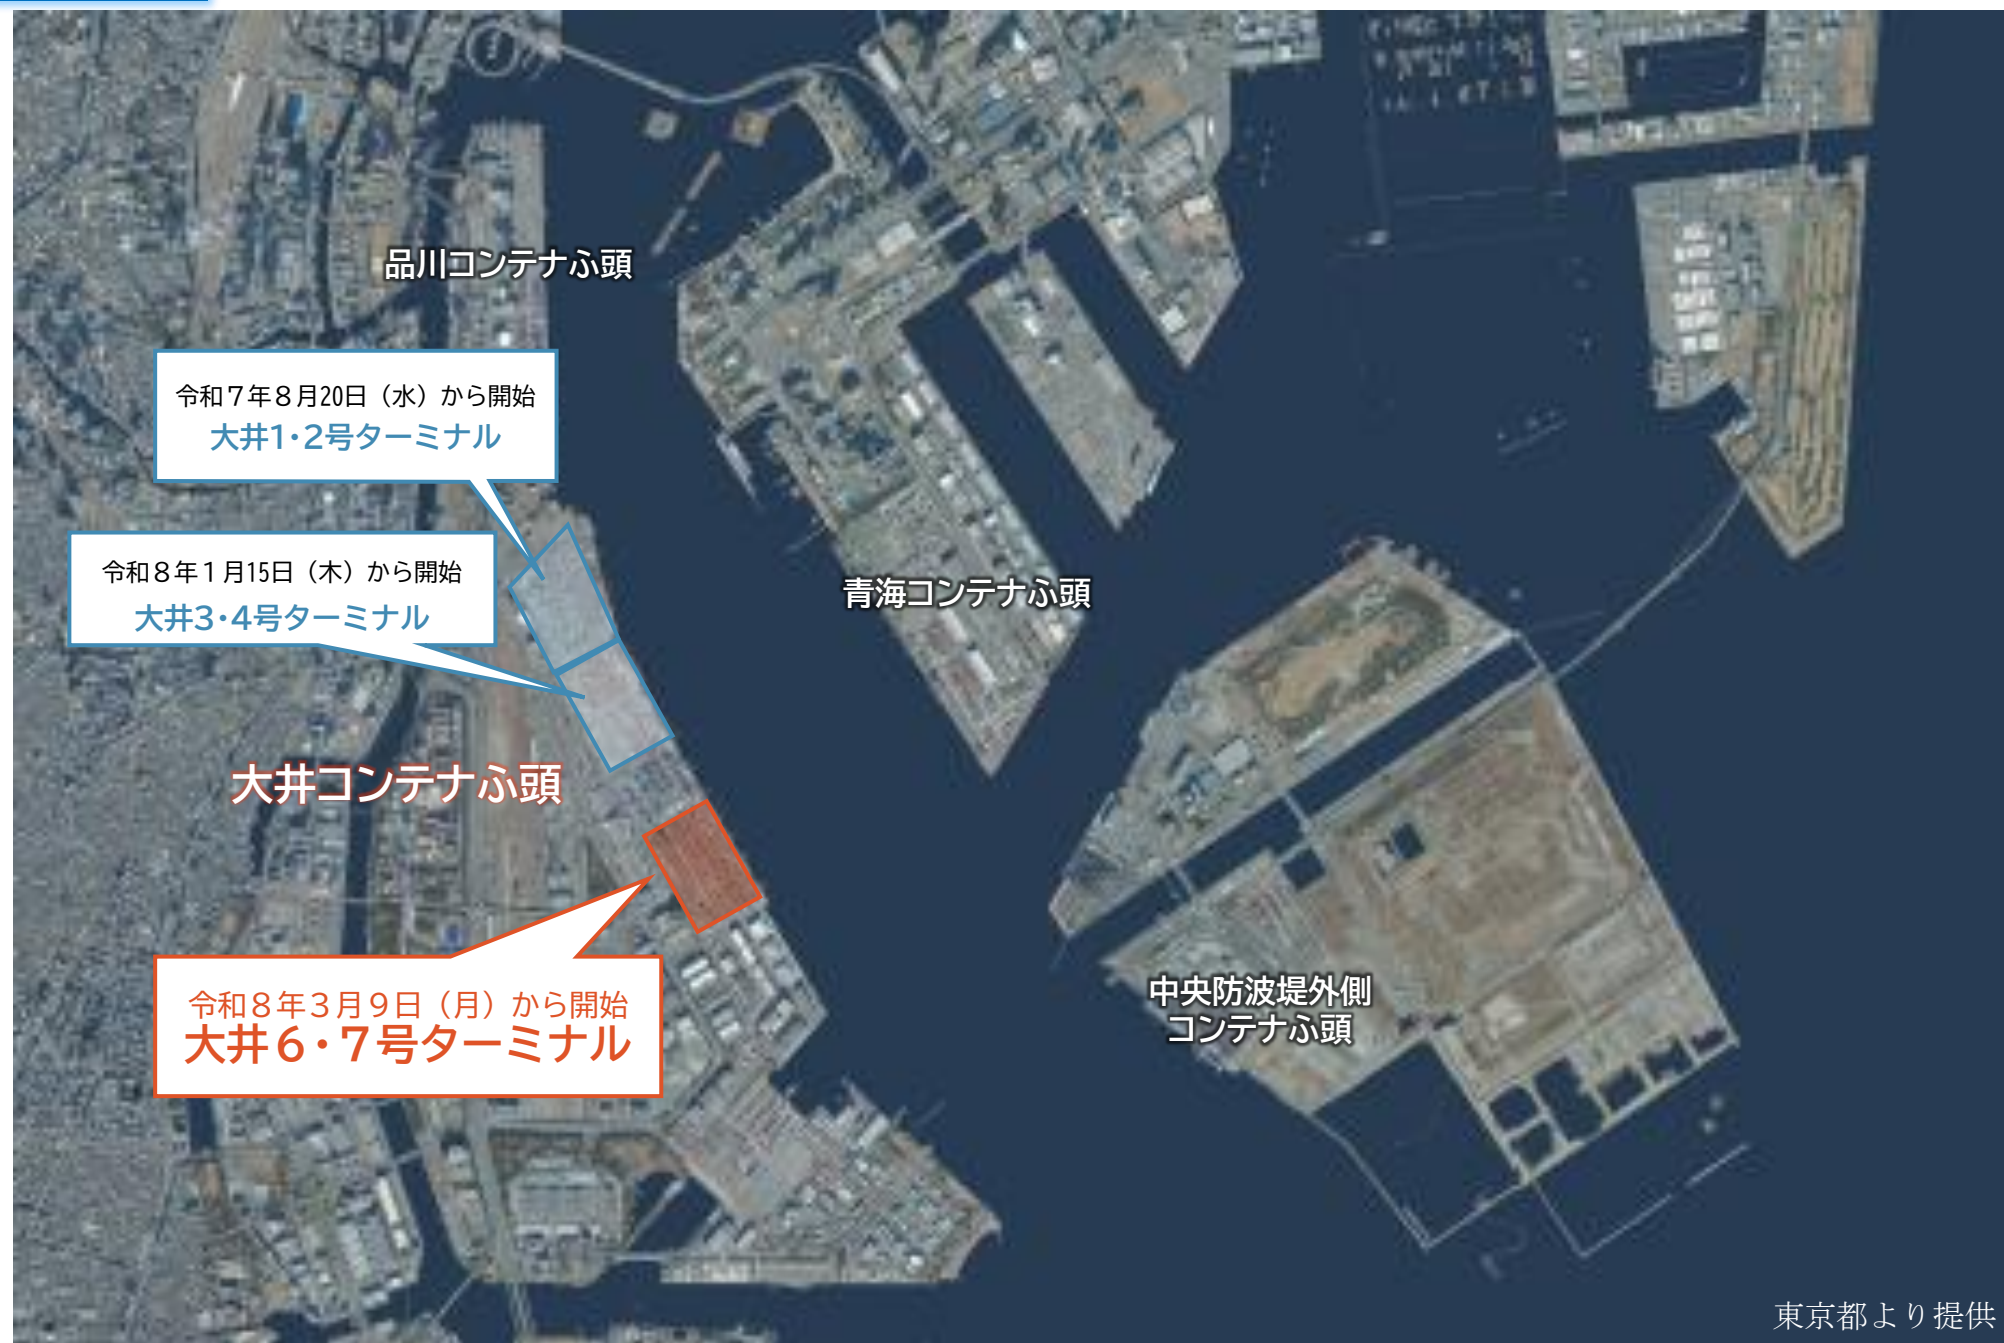 品川コンテナふ頭
令和７年８月20日（水）から開始
大井1・2号ターミナル
令和８年１月15日（木）から開始
大井3・4号ターミナル
青海コンテナふ頭
大井コンテナふ頭
令和８年３月９日（月）から開始
大井６・７号ターミナル
中央防波堤外側
コンテナふ頭
東京都より提供